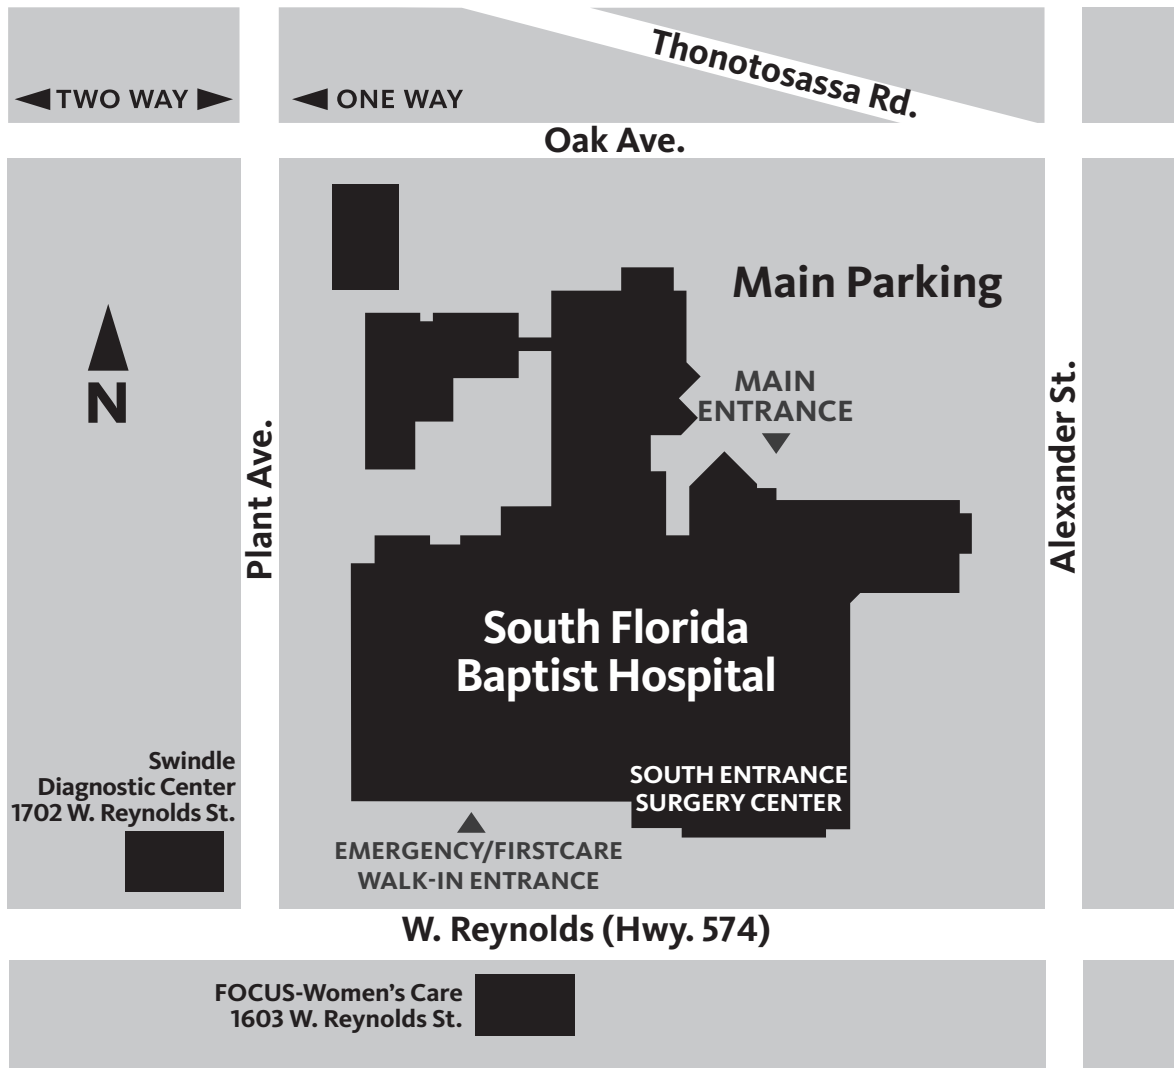 Thonotosassa Rd.
TWO WAY
ONE WAY
Oak Ave.
Main Parking
MAIN
ENTRANCE
N
Plant Ave.
Alexander St.
South Florida
Baptist Hospital
Swindle
Diagnostic Center
1702 W. Reynolds St.
SOUTH ENTRANCE
SURGERY CENTER
EMERGENCY/FIRSTCARE
WALK-IN ENTRANCE
W. Reynolds (Hwy. 574)
FOCUS-Women’s Care
1603 W. Reynolds St.